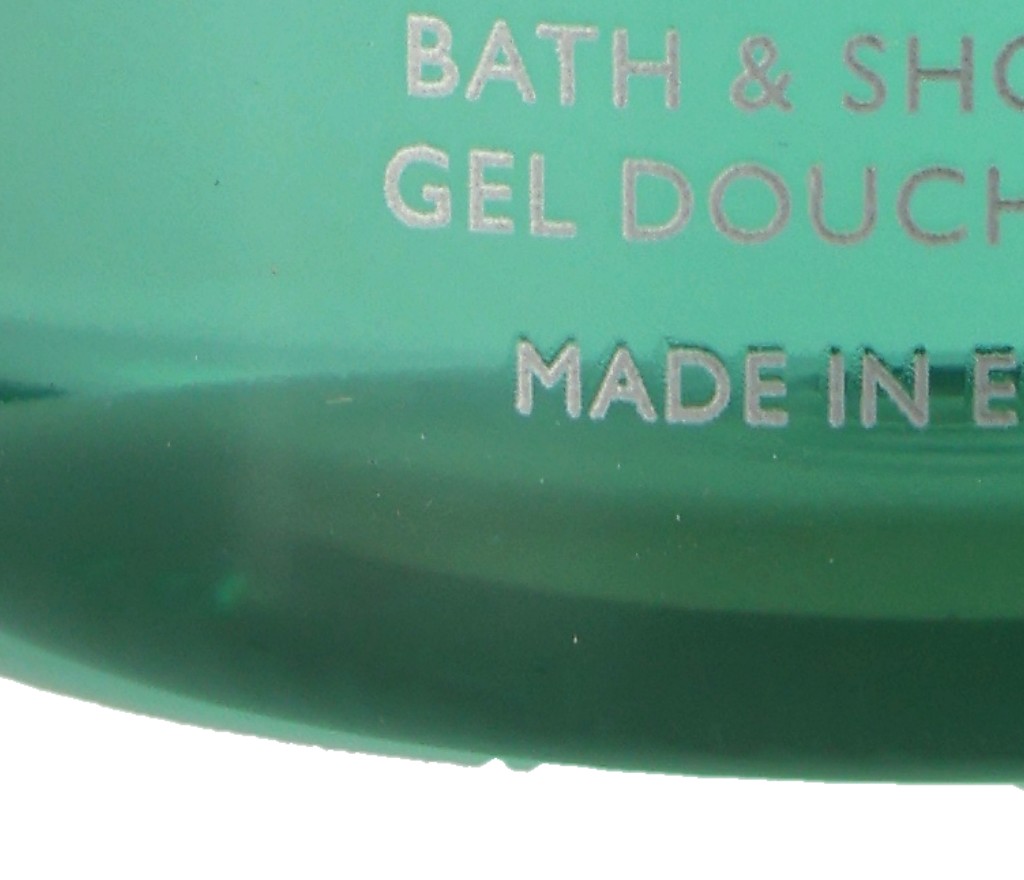 BATH & SHO
GEL DOUCH
MADE IN E